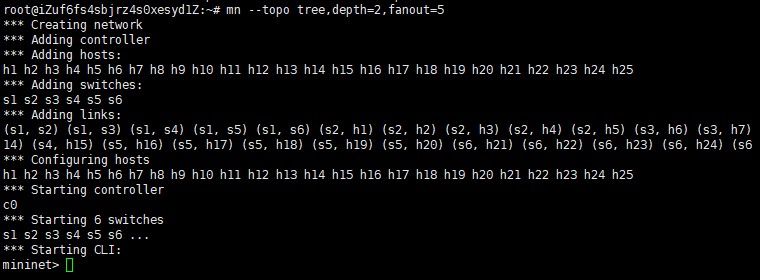 root@iZuf6fs4sbjrz4s0xesyd1Z:~# mn --topo tree,depth=2,fanout=5
*** Creating network
*** Adding controller
*** Adding hosts:
h1 h2 h3 h4 h5 h6 h7 h8 h9 h10 h11 h12 h13 h14 h15 h16 h17 h18 h19 h20 h21 h22 h23 h24 h25
*** Adding switches:
s1 s2 s3 s4 s5 s6
*** Adding links:
(s1, s2) (s1, s3) (s1, s4) (s1, s5) (s1, s6) (s2, h1) (s2, h2) (s2, h3) (s2, h4) (s2, h5) (s3, h6) (s3, h7)
14) (s4, h15) (s5, h16) (s5, h17) (s5, h18) (s5, h19) (s5, h20) (s6, h21) (s6, h22) (s6, h23) (s6, h24) (s6
*** Configuring hosts
h1 h2 h3 h4 h5 h6 h7 h8 h9 h10 h11 h12 h13 h14 h15 h16 h17 h18 h19 h20 h21 h22 h23 h24 h25
*** Starting controller
c0
*** Starting 6 switches
s1 s2 s3 s4 s5 s6 ...
*** Starting CLI:
mininet>